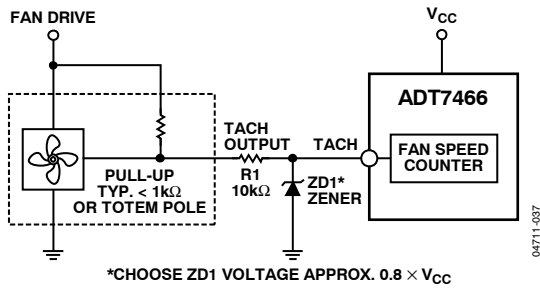 FAN DRIVE
VCC
ADT7466
TACH
OUTPUT
TACH
FAN SPEED
COUNTER
PULL-UP
TYP. < 1kΩ
OR TOTEM POLE
R1
10kΩ
ZD1*
ZENER
*CHOOSE ZD1 VOLTAGE APPROX. 0.8 × VCC
04711-037